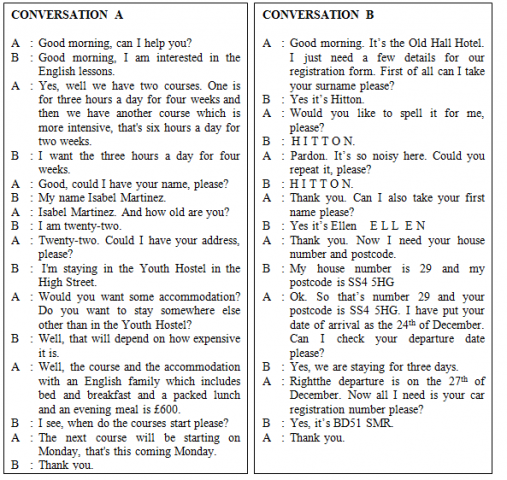 CONVERSATION A
A : Good morning, can I help you?
B : Good morning, I am interested in the
English lessons.
A : Yes, well we have two courses. One is
for three hours a day for four weeks and
then we have another course which is
more intensive, that's six hours a day for
two weeks.
B : I want the three hours a day for four
weeks.
A : Good, could I have your name, please?
B : My name Isabel Martinez.
A : Isabel Martinez. And how old are you?
B : I am twenty-two.
A : Twenty-two. Could I have your address,
please?
B : I'm staying in the Youth Hostel in the
High Street.
A : Would you want some accommodation?
Do you want to stay somewhere else
other than in the Youth Hostel?
B : Well, that will depend on how expensive
it is.
A : Well, the course and the accommodation
with an English family which includes
bed and breakfast and a packed lunch
and an evening meal is £600.
B : I see, when do the courses start please?
A : The next course will be starting on
Monday, that's this coming Monday.
B : Thank you.
CONVERSATION B
A : Good morning. It's the Old Hall Hotel.
I just need a few details for our
registration form. First of all can I take
your surname please?
B : Yes it's Hitton.
A : Would you like to spell it for me,
please?
B : H I T T O N.
A : Pardon. It's so noisy here. Could you
repeat it, please?
B : H I T T O N.
A : Thank you. Can I also take your first
name please?
B : Yes it's Ellen E L L E N
A : Thank you. Now I need your house
number and postcode.
B : My house number is 29 and my
postcode is SS4 5HG
A : Ok. So that's number 29 and your
postcode is SS4 5HG. I have put your
date of arrival as the 24th of December.
Can I check your departure date
please?
B : Yes, we are staying for three days.
A : Rightthe departure is on the 27th of
December. Now all I need is your car
registration number please?
B : Yes, it's BD51 SMR.
A : Thank you.